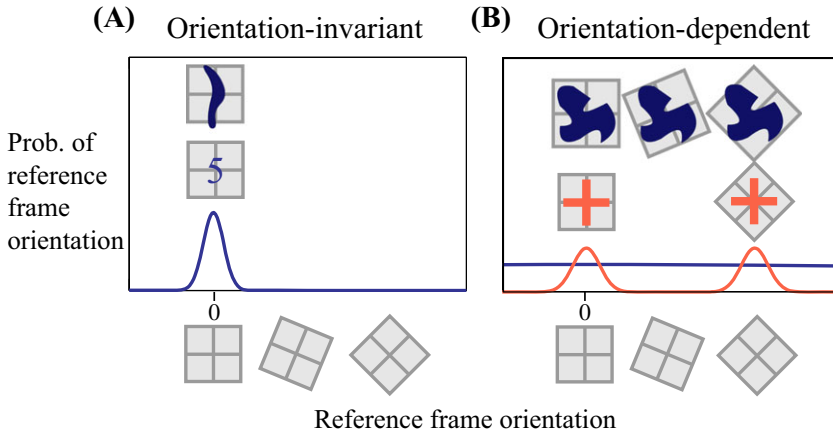 (A) Orientation-invariant
(B) Orientation-dependent
Prob. of
reference
frame
orientation
5
0
0
Reference frame orientation